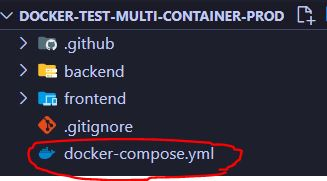 DOCKER-TEST-MULTI-CONTAINER-PROD
.github
backend
frontend
.gitignore
docker-compose.yml